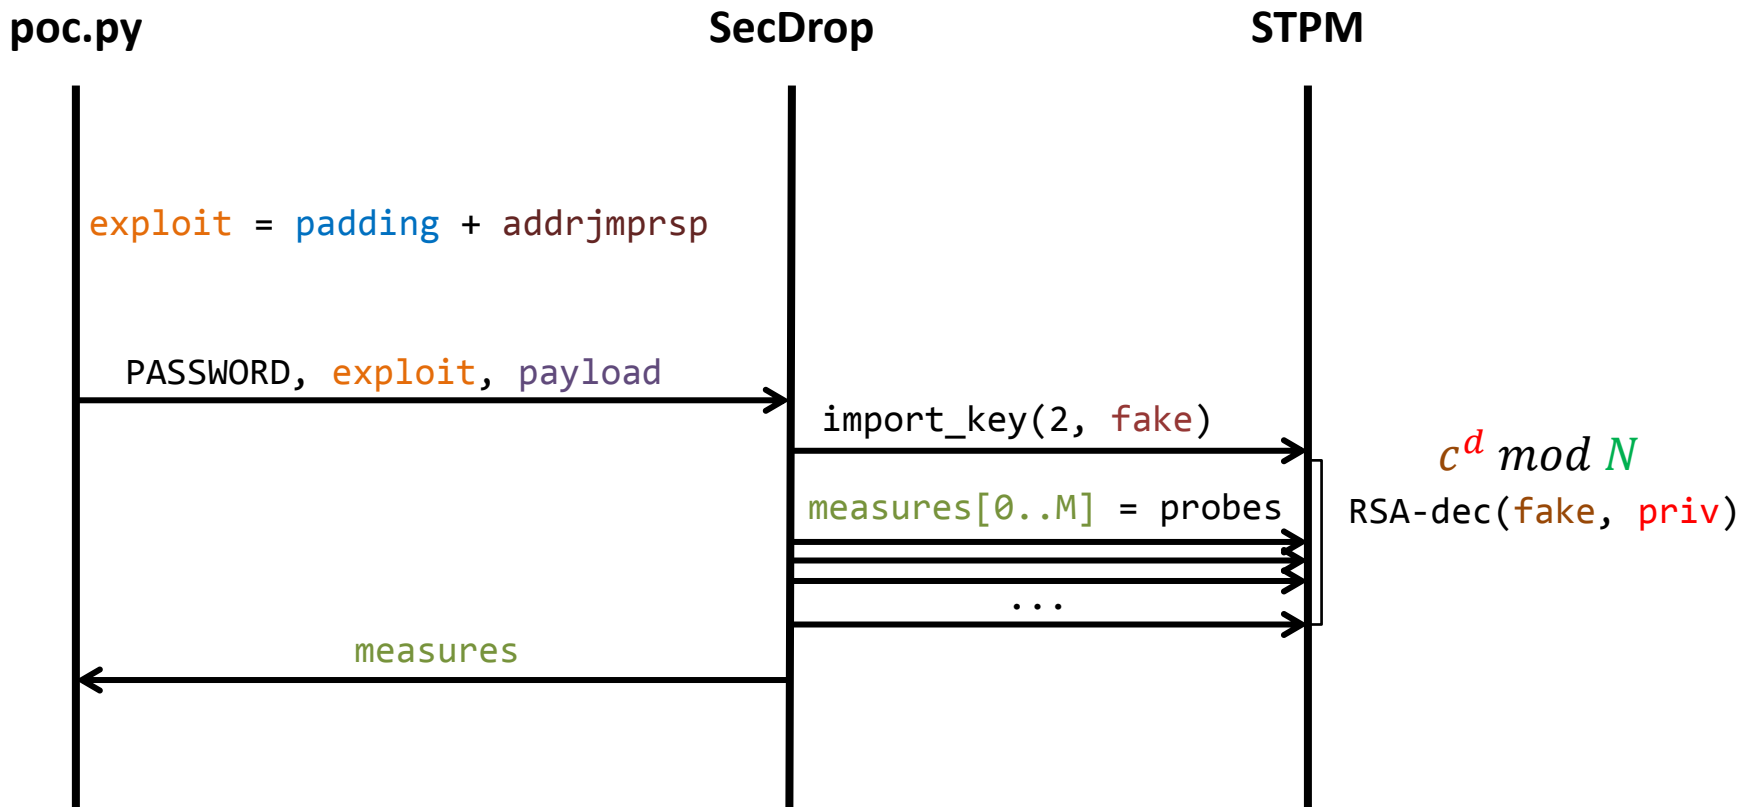 poc.py
SecDrop
STPM
exploit = padding + addrjmprsp
PASSWORD, exploit, payload
import_key(2, fake)
c^d mod N
measures[0..M] = probes
RSA-dec(fake, priv)
...
measures